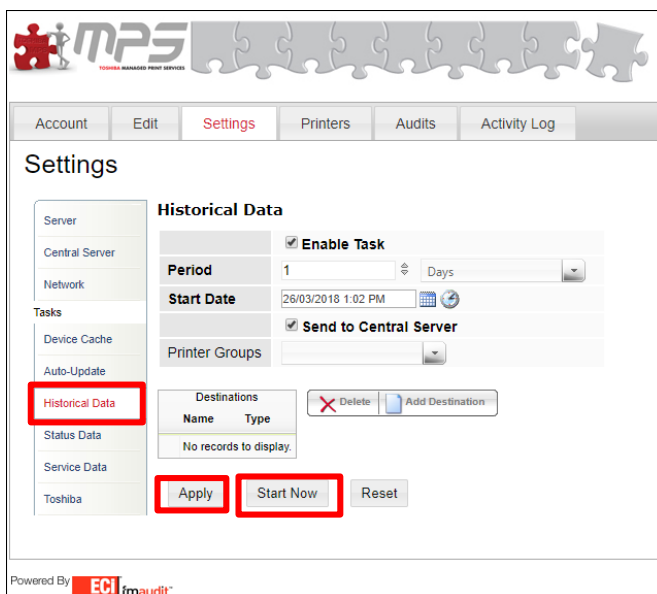 MPS
TOSHIBA MANAGED PRINT SERVICES
Account Edit Settings Printers Audits Activity Log
Settings
Server
Central Server
Network
Tasks
Device Cache
Auto-Update
Historical Data
Status Data
Service Data
Toshiba
Historical Data
Enable Task
Period 1 Days
Start Date 26/03/2018 1:02 PM
Send to Central Server
Printer Groups
Destinations
Name Type
No records to display.
Delete Add Destination
Apply Start Now Reset
Powered By ECI fmaudit